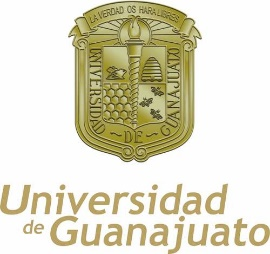 LA VERDAD OS HARA LIBRES
UNIVERSIDAD
DE
GUANAJUATO
Universidad
de Guanajuato